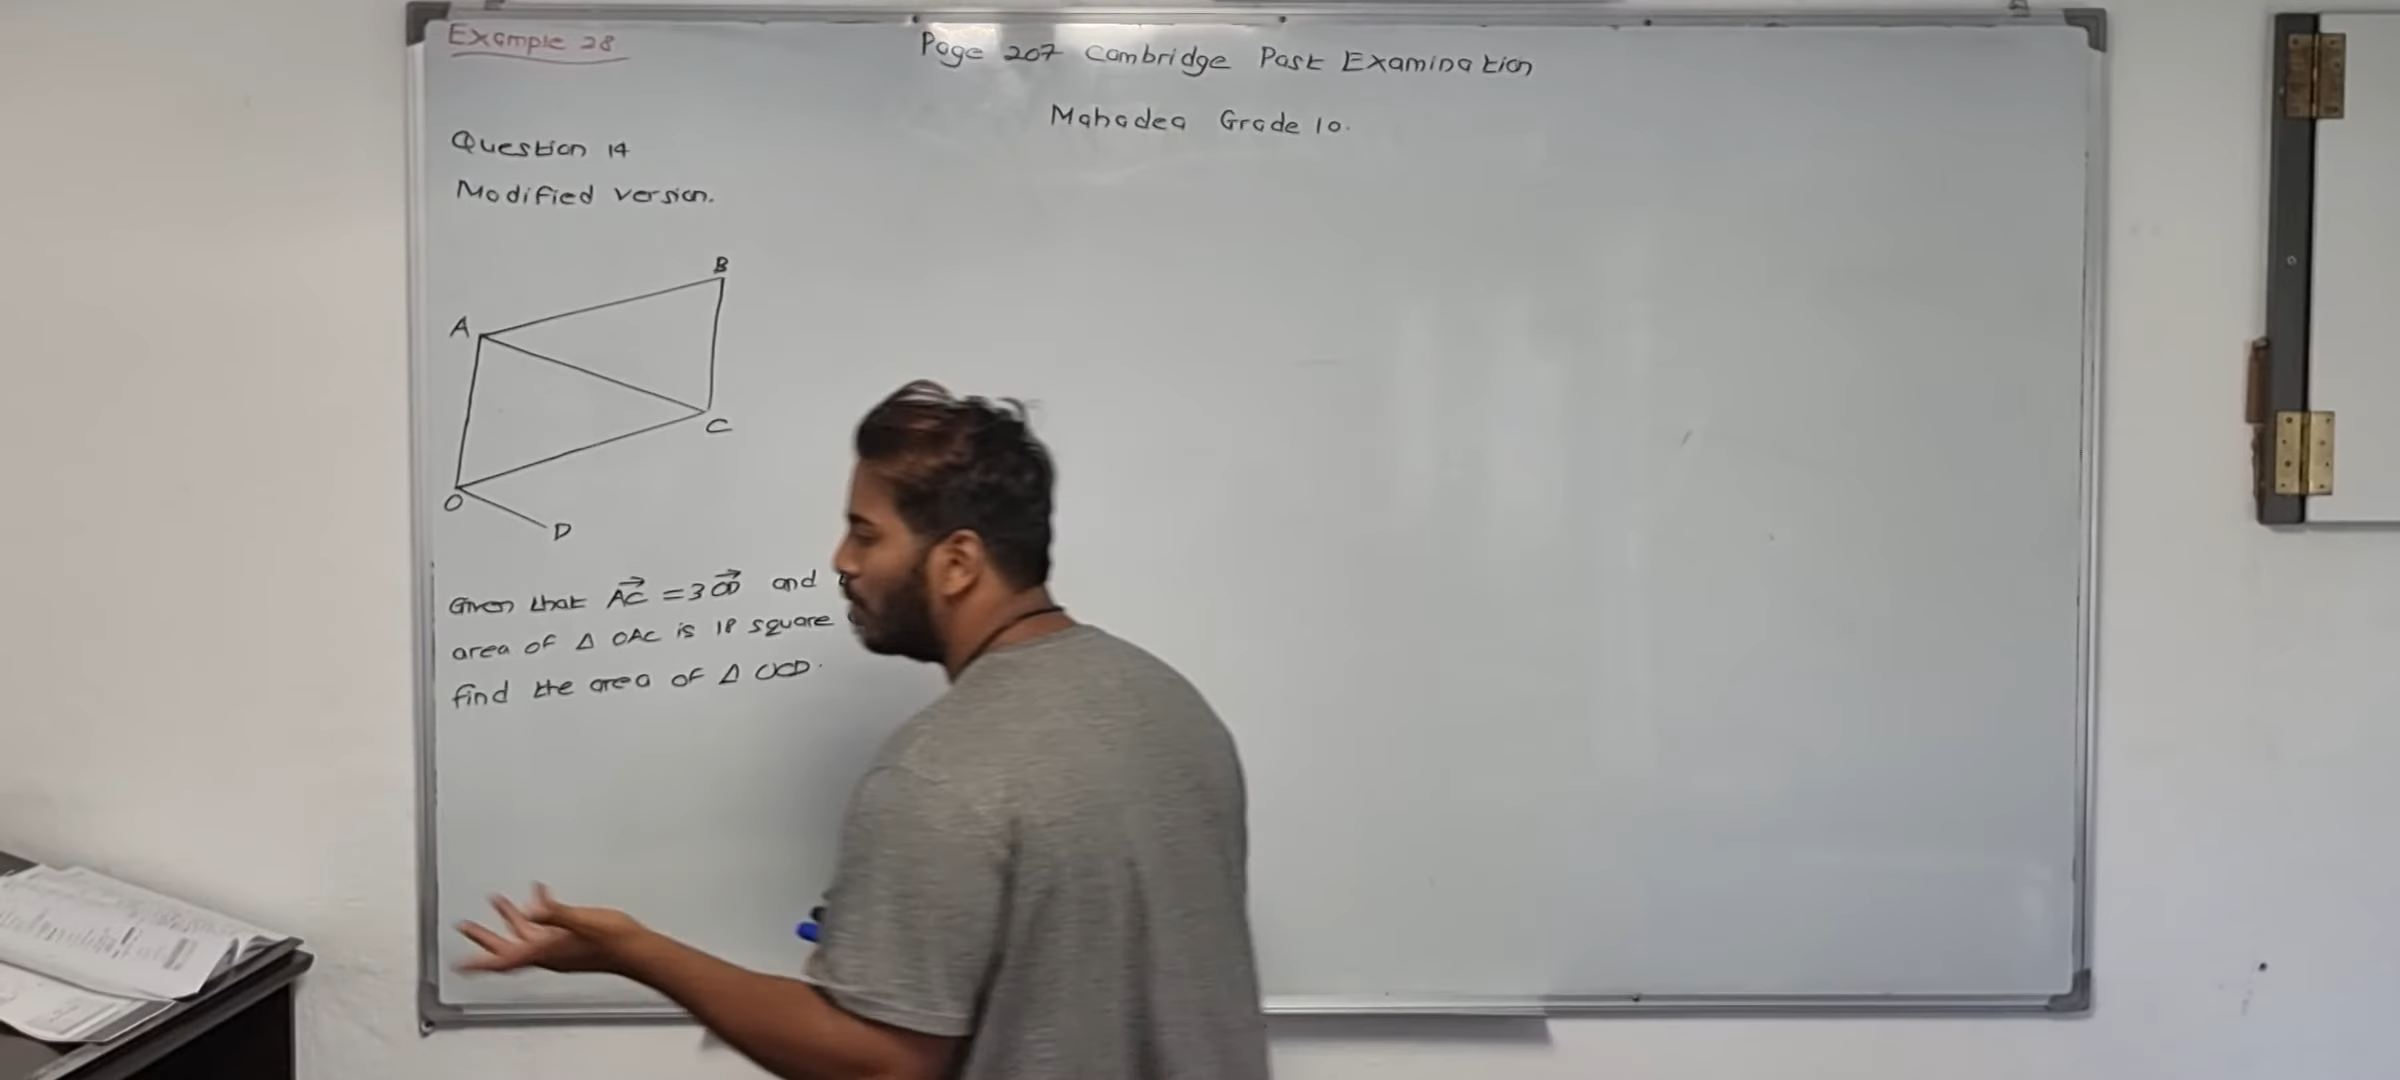 Example 28
Page 207 Cambridge Past Examination
Mahadea Grade 10.
Question 14
Modified version.
B
A
C
O
D
Given that AC = 3 OD and
area of Δ OAC is 18 square
find the area of Δ OCD.